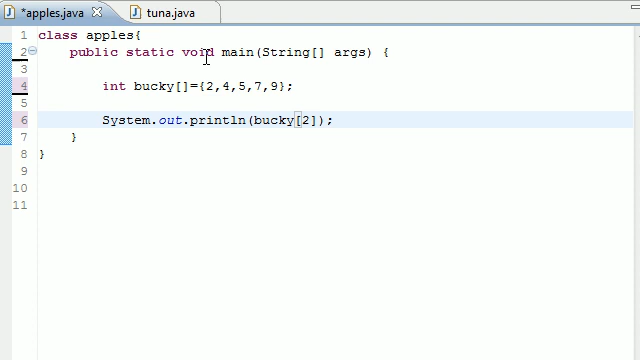 *apples.java tuna.java
1 class apples{
2 public static void main(String[] args) {
3
4 int bucky[]={2,4,5,7,9};
5
6 System.out.println(bucky[2]);
7 }
8 }
9
10
11